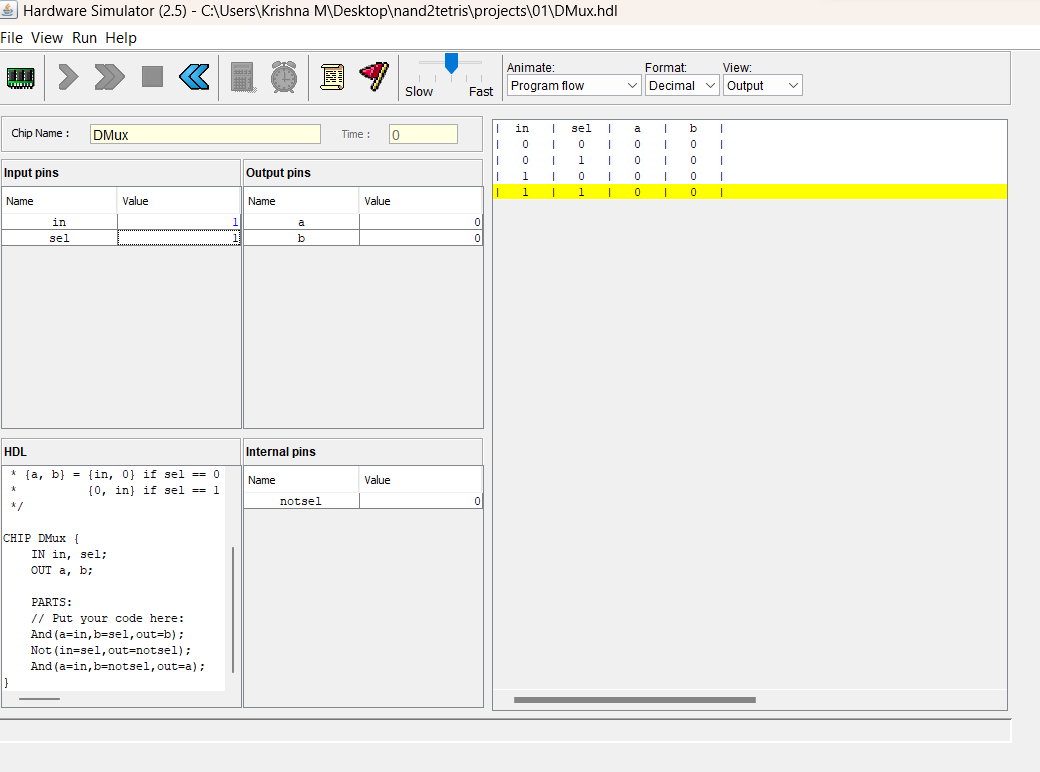 Hardware Simulator (2.5) - C:\Users\Krishna M\Desktop\nand2tetris\projects\01\DMux.hdl
File View Run Help
Slow Fast
Animate: Format: View:
Program flow Decimal Output
Chip Name : DMux Time : 0
Input pins
Name Value
in 1
sel 1
Output pins
Name Value
a 0
b 0
| in | sel | a | b |
| 0 | 0 | 0 | 0 |
| 0 | 1 | 0 | 0 |
| 1 | 0 | 0 | 0 |
| 1 | 1 | 0 | 0 |
HDL
* {a, b} = {in, 0} if sel == 0
* {0, in} if sel == 1
*/
CHIP DMux {
IN in, sel;
OUT a, b;
PARTS:
// Put your code here:
And(a=in,b=sel,out=b);
Not(in=sel,out=notsel);
And(a=in,b=notsel,out=a);
}
Internal pins
Name Value
notsel 0